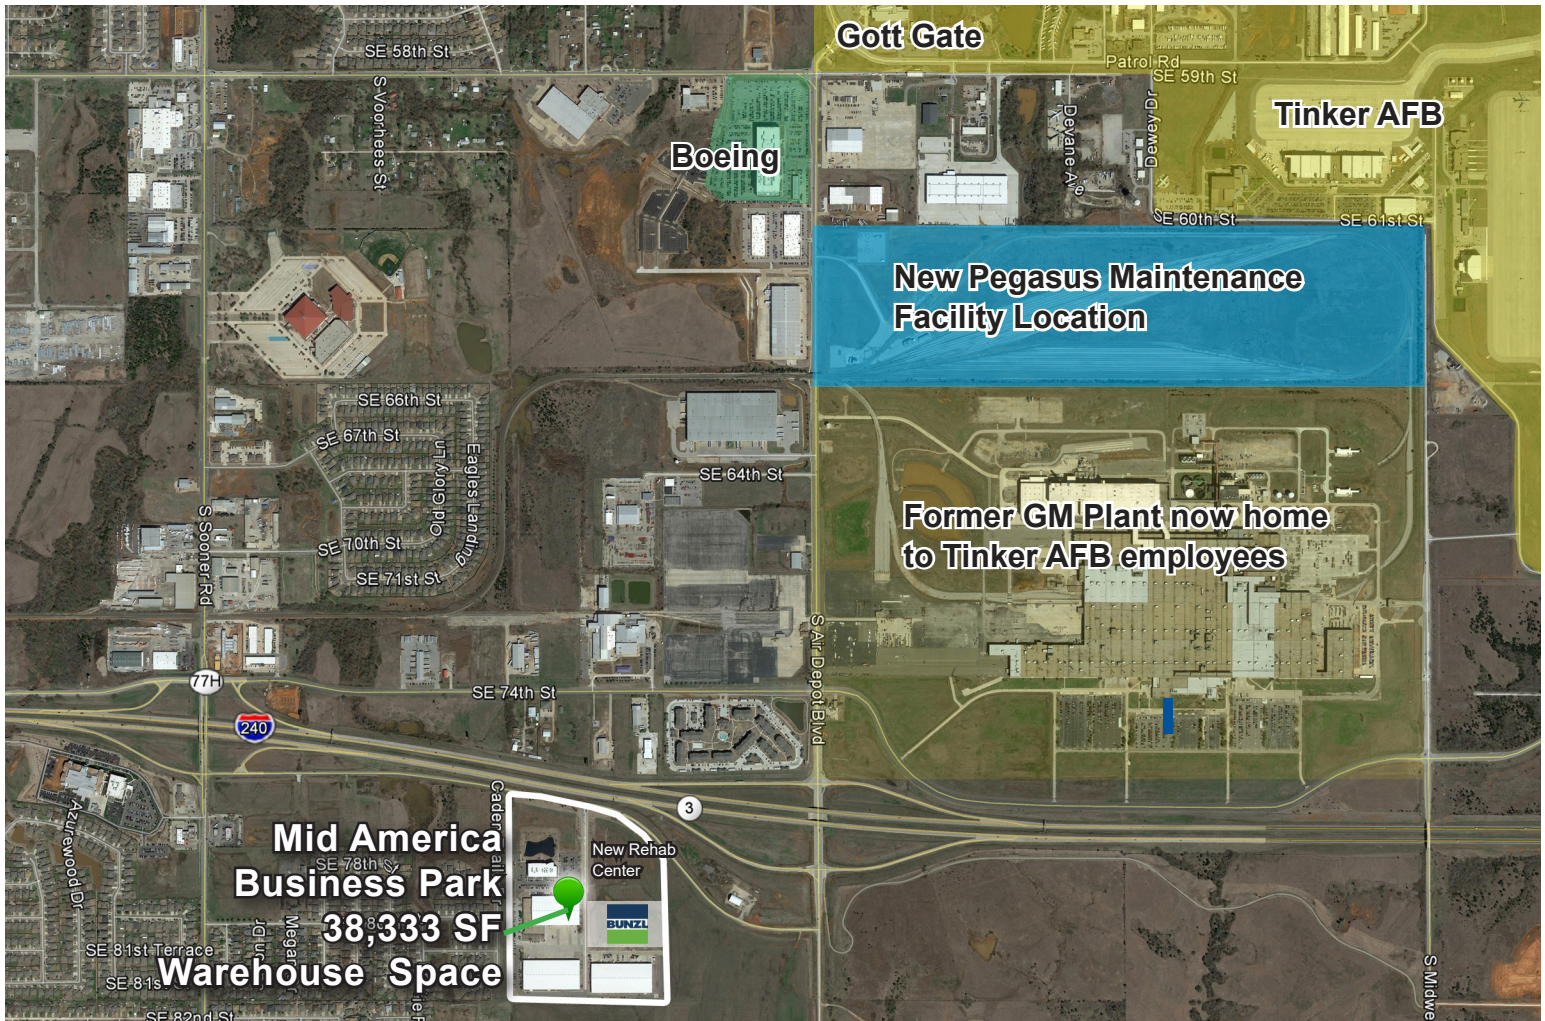 Gott Gate
SE 58th St
Patrol Rd
SE 59th St
S Voorhees St
Devane Ave
Dewey Dr
Tinker AFB
Boeing
SE 60th St
SE 61st St
New Pegasus Maintenance
Facility Location
SE 66th St
SE 67th St
Old Glory Ln
Eagles Landing
SE 64th St
S Sooner Rd
Former GM Plant now home
to Tinker AFB employees
SE 70th St
SE 71st St
S Air Depot Blvd
77H
SE 74th St
240
3
Azurewood Dr
Mid America
Business Park
38,333 SF
Warehouse Space
SE 78th St
New Rehab
Center
BUNZL
SE 81st Terrace
SE 81st
SE 82nd St
S Midwe